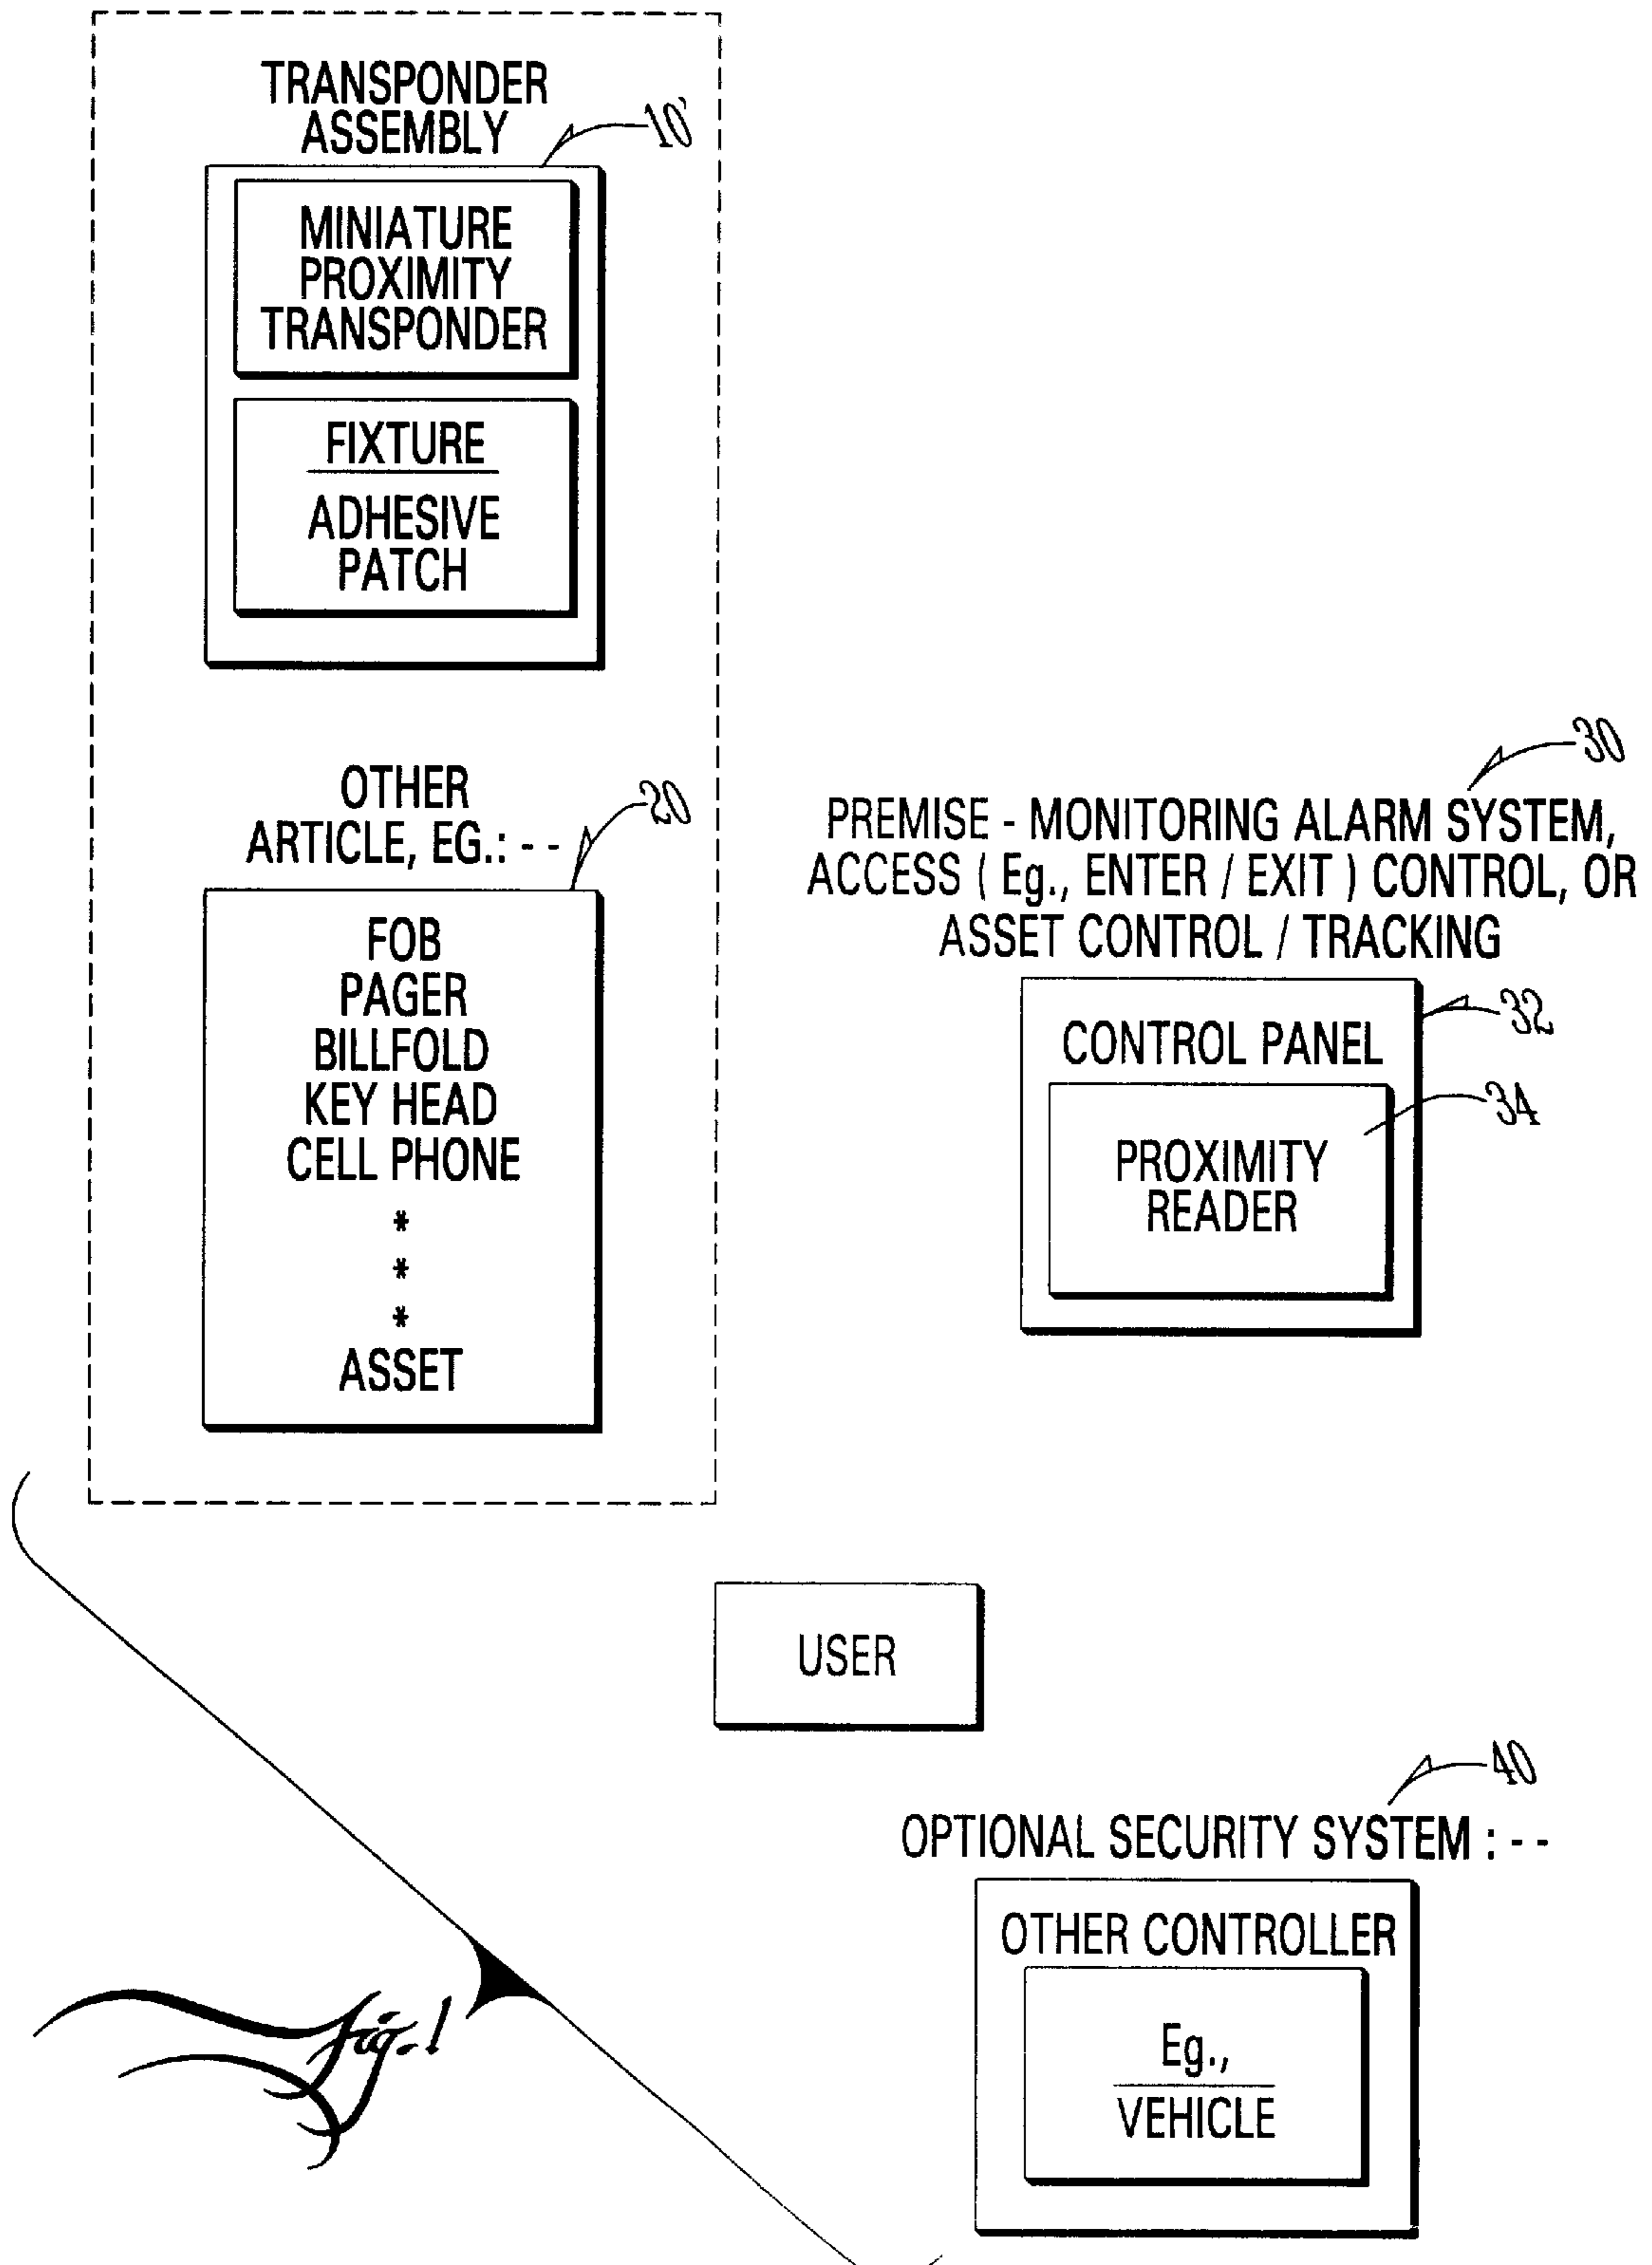 TRANSPONDER
ASSEMBLY
10'
MINIATURE
PROXIMITY
TRANSPONDER
FIXTURE
ADHESIVE
PATCH
OTHER
ARTICLE, EG.: - -
20
FOB
PAGER
BILLFOLD
KEY HEAD
CELL PHONE
*
*
*
ASSET
30
PREMISE - MONITORING ALARM SYSTEM,
ACCESS ( Eg., ENTER / EXIT ) CONTROL, OR
ASSET CONTROL / TRACKING
32
CONTROL PANEL
34
PROXIMITY
READER
USER
40
OPTIONAL SECURITY SYSTEM : - -
OTHER CONTROLLER
Eg.,
VEHICLE
fig. 1